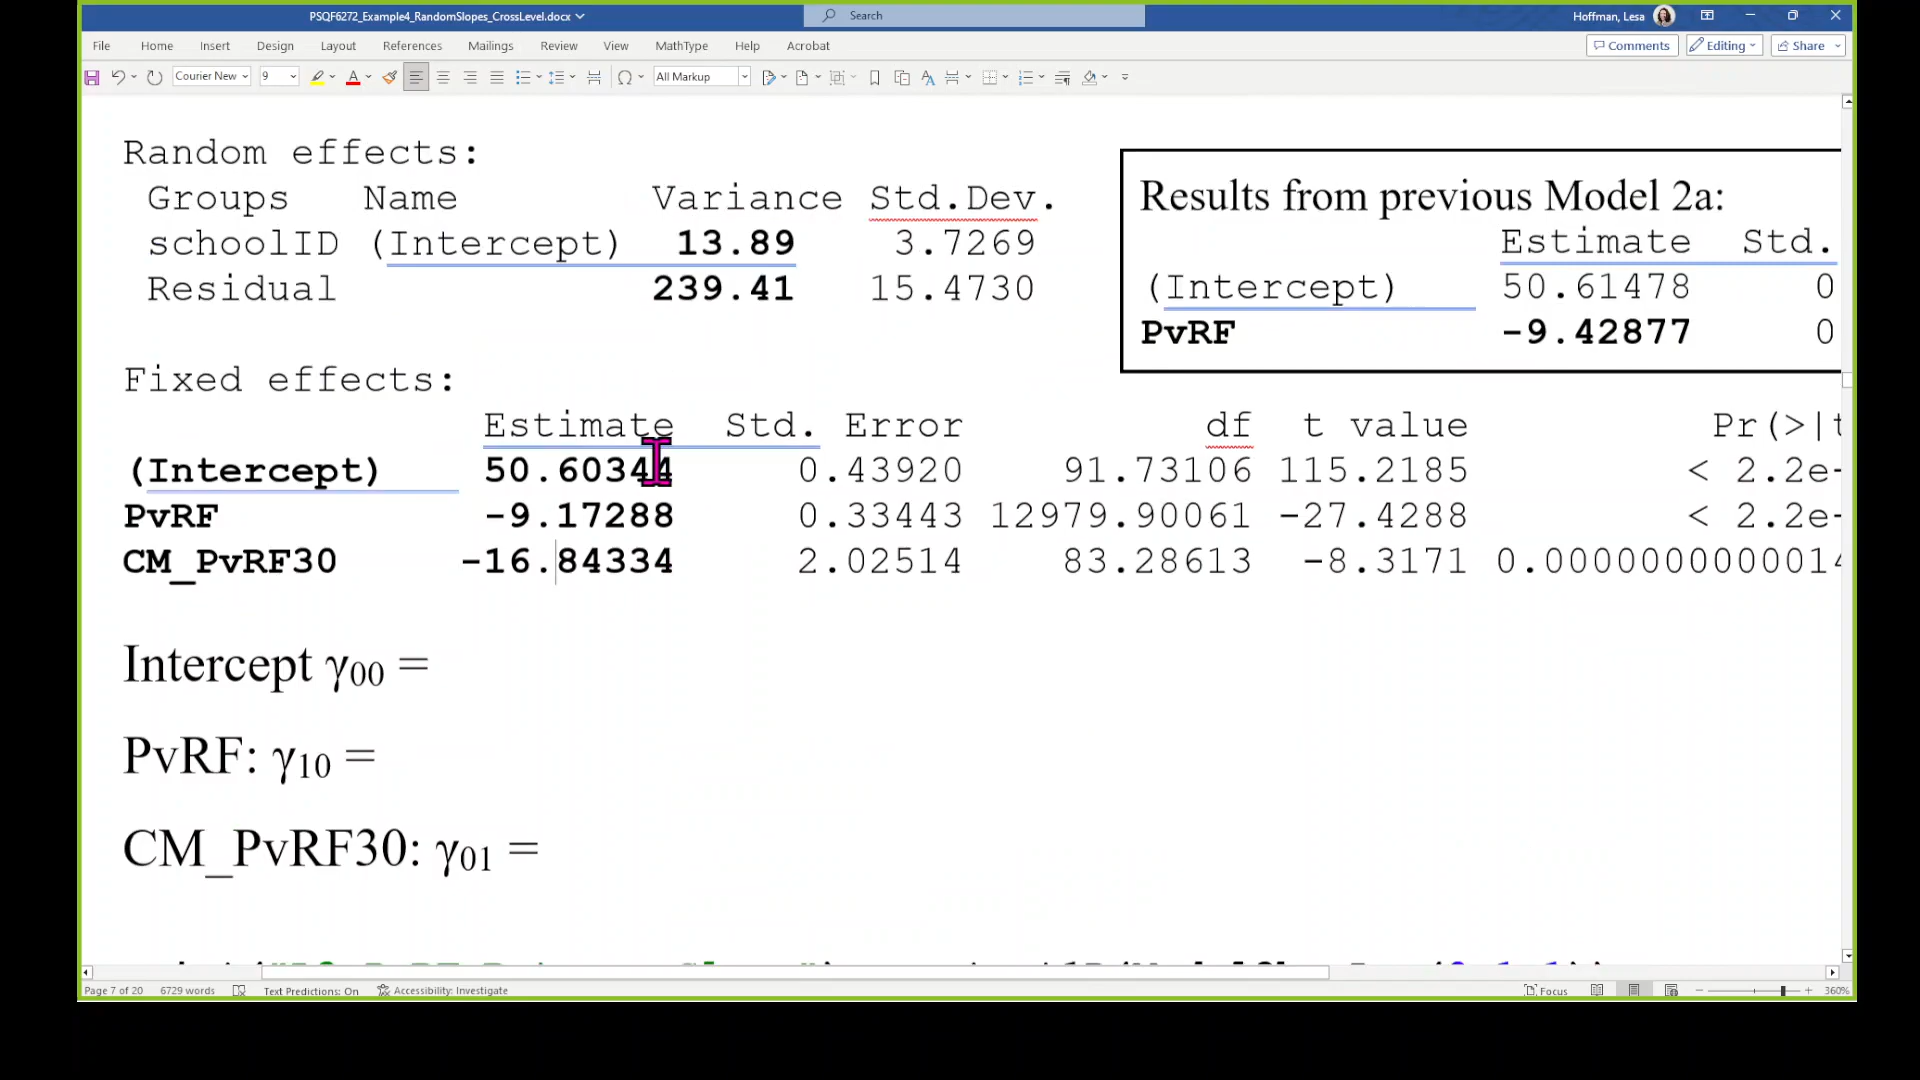 PSQF6272_Example4_RandomSlopes_CrossLevel.docx
Search
Hoffman, Lesa
File Home Insert Design Layout References Mailings Review View MathType Help Acrobat
Comments Editing Share
Courier New 9 All Markup
Random effects:
Groups Name Variance Std.Dev.
schoolID (Intercept) 13.89 3.7269
Residual 239.41 15.4730
Results from previous Model 2a:
Estimate Std.
(Intercept) 50.61478 0
PvRF -9.42877 0
Fixed effects:
Estimate Std. Error df t value Pr(>|t
(Intercept) 50.60344 0.43920 91.73106 115.2185 < 2.2e-
PvRF -9.17288 0.33443 12979.90061 -27.4288 < 2.2e-
CM_PvRF30 -16.84334 2.02514 83.28613 -8.3171 0.000000000000014
Intercept γ00 =
PvRF: γ10 =
CM_PvRF30: γ01 =
Page 7 of 20 6729 words Text Predictions: On Accessibility: Investigate Focus 360%